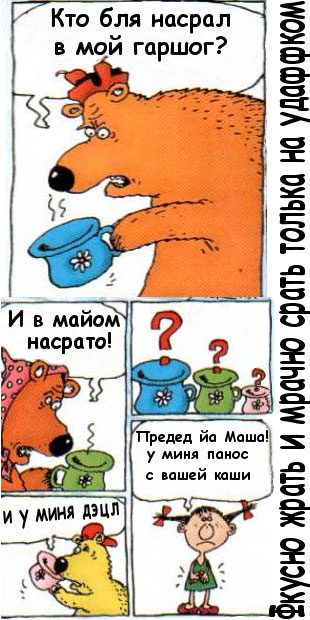 Кто бля насрал
в мой гаршог?
И в майом
насрато!
?
?
?
и у миня дэцл
Предед йа Маша!
у миня панос
с вашей каши
фкусно жрать и мрачно срать толька на удаффком